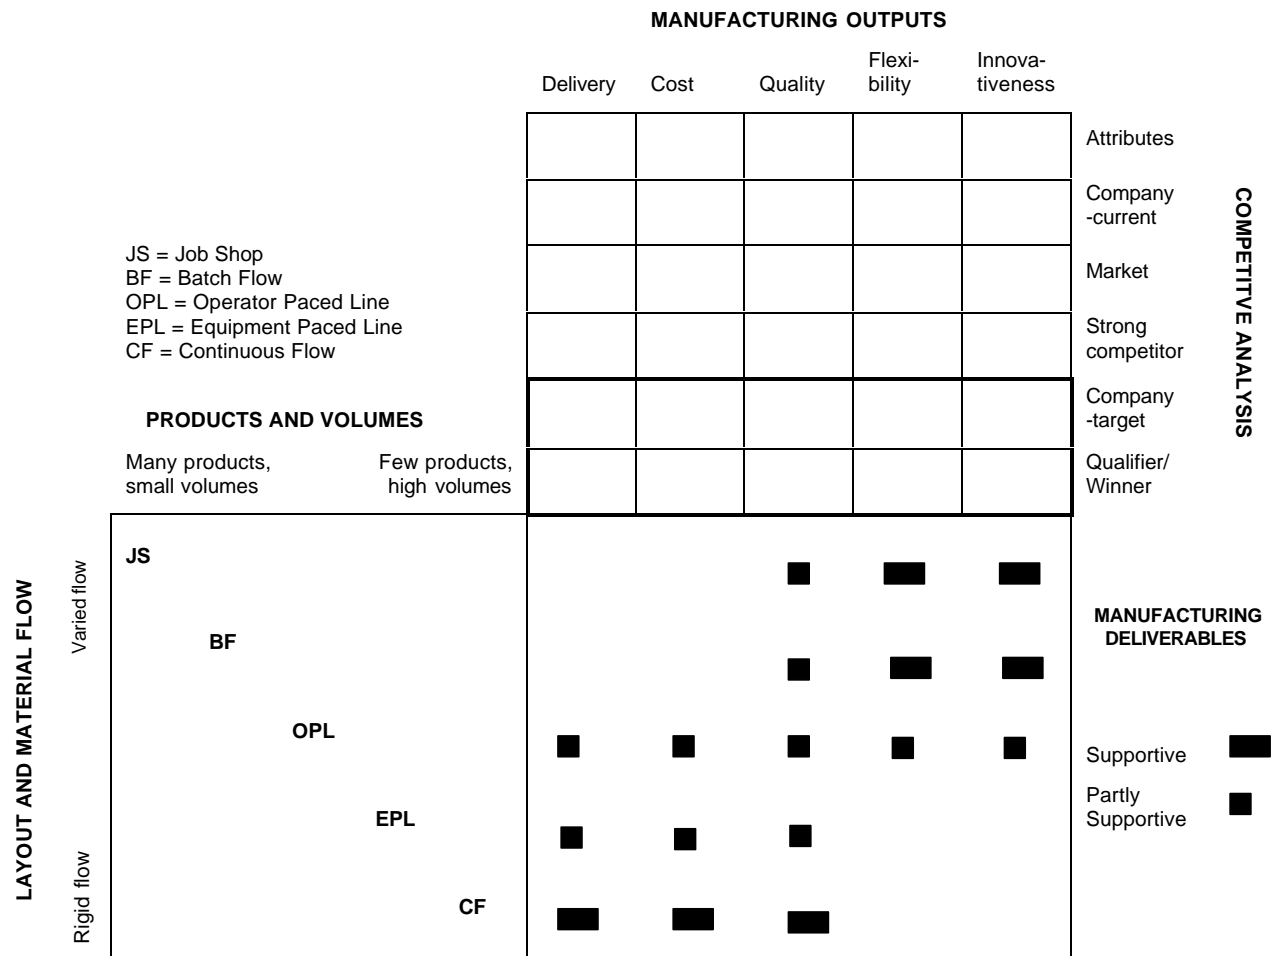 MANUFACTURING OUTPUTS
Delivery
Cost
Quality
Flexi-
bility
Innova-
tiveness
Attributes
Company
-current
Market
Strong
competitor
Company
-target
Qualifier/
Winner
COMPETITVE ANALYSIS
JS = Job Shop
BF = Batch Flow
OPL = Operator Paced Line
EPL = Equipment Paced Line
CF = Continuous Flow
PRODUCTS AND VOLUMES
Many products,
small volumes
Few products,
high volumes
LAYOUT AND MATERIAL FLOW
Varied flow
Rigid flow
JS
BF
OPL
EPL
CF
MANUFACTURING
DELIVERABLES
Supportive
Partly
Supportive